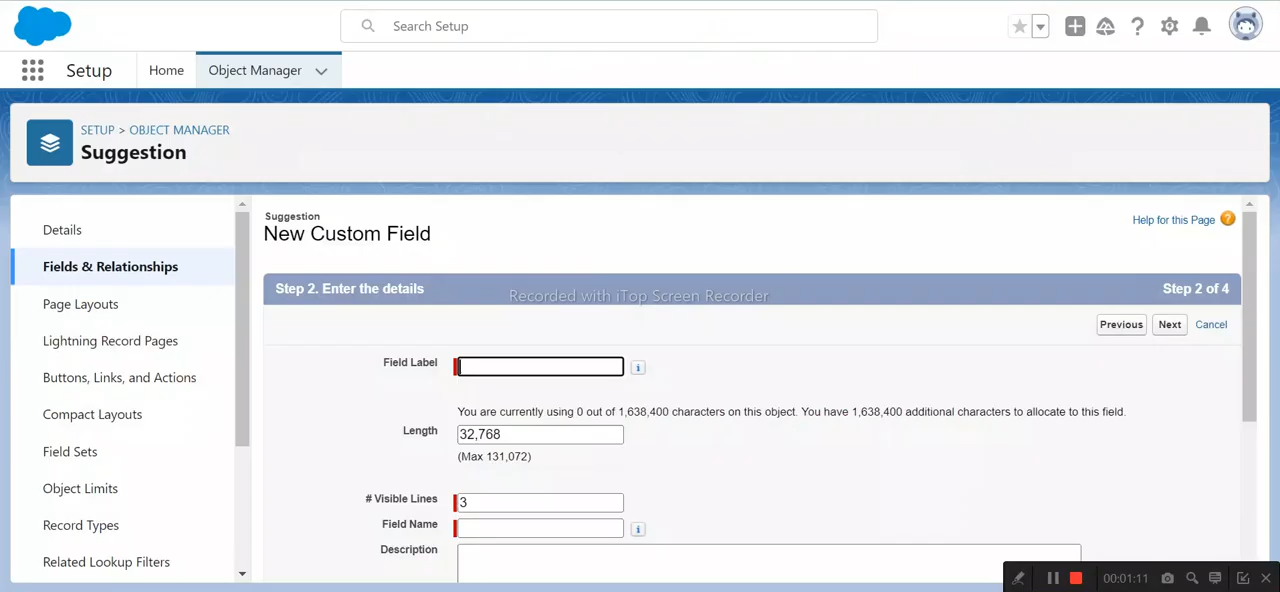 Search Setup
Setup
Home
Object Manager
SETUP > OBJECT MANAGER
Suggestion
Details
Fields & Relationships
Page Layouts
Lightning Record Pages
Buttons, Links, and Actions
Compact Layouts
Field Sets
Object Limits
Record Types
Related Lookup Filters
Suggestion
New Custom Field
Help for this Page ?
Step 2. Enter the details
Step 2 of 4
Recorded with iTop Screen Recorder
Previous Next Cancel
Field Label
i
You are currently using 0 out of 1,638,400 characters on this object. You have 1,638,400 additional characters to allocate to this field.
Length 32,768
(Max 131,072)
# Visible Lines 3
Field Name
i
Description
00:01:11